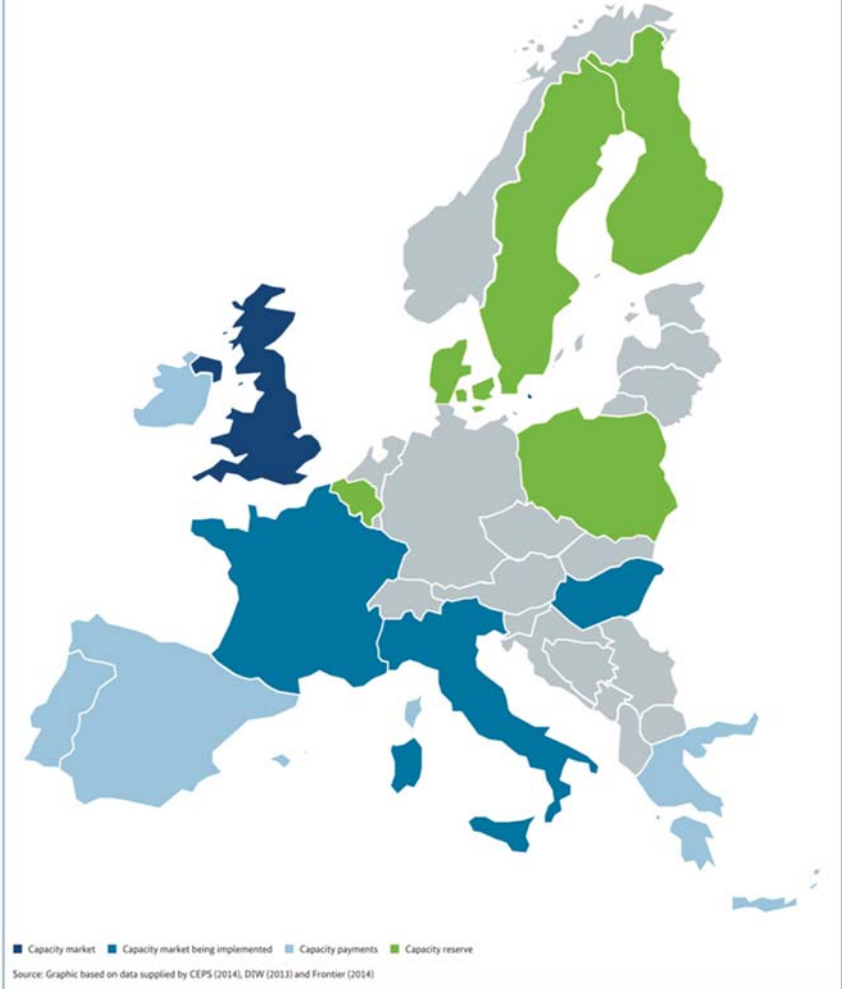 Capacity market Capacity market being implemented Capacity payments Capacity reserve
Source: Graphic based on data supplied by CEPS (2014), DIW (2013) and Frontier (2014)